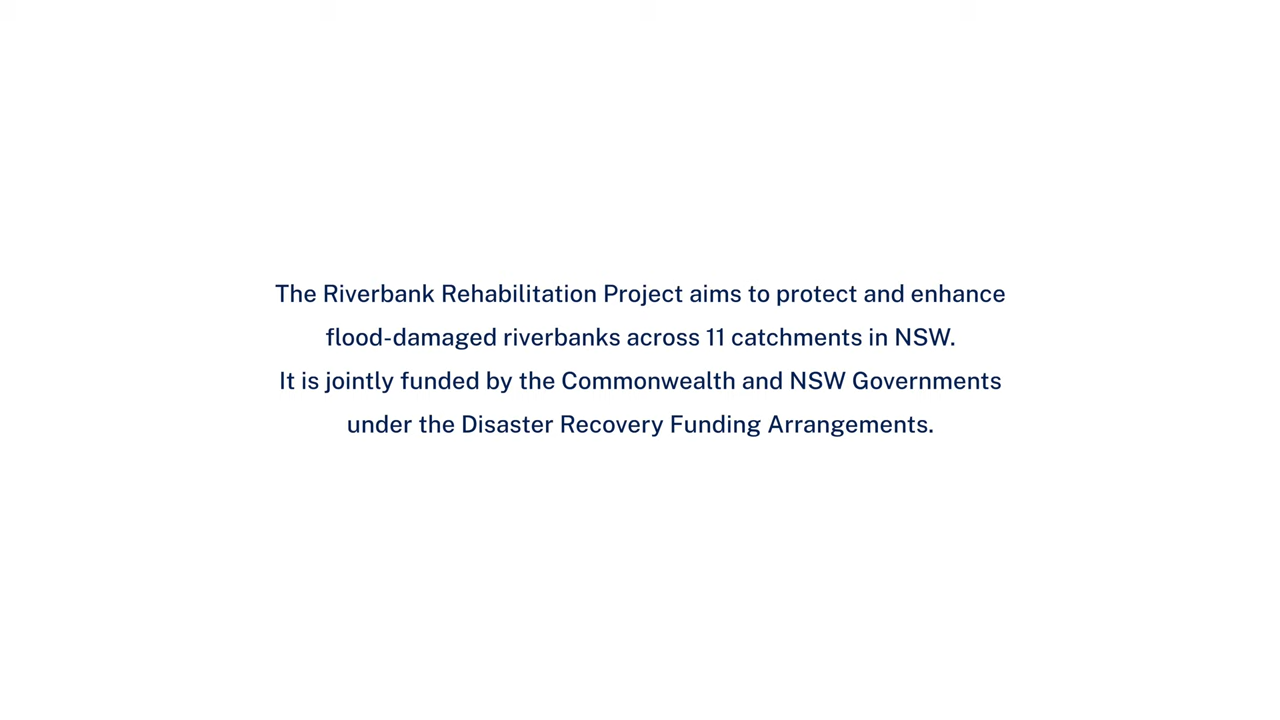 The Riverbank Rehabilitation Project aims to protect and enhance
flood-damaged riverbanks across 11 catchments in NSW.
It is jointly funded by the Commonwealth and NSW Governments
under the Disaster Recovery Funding Arrangements.